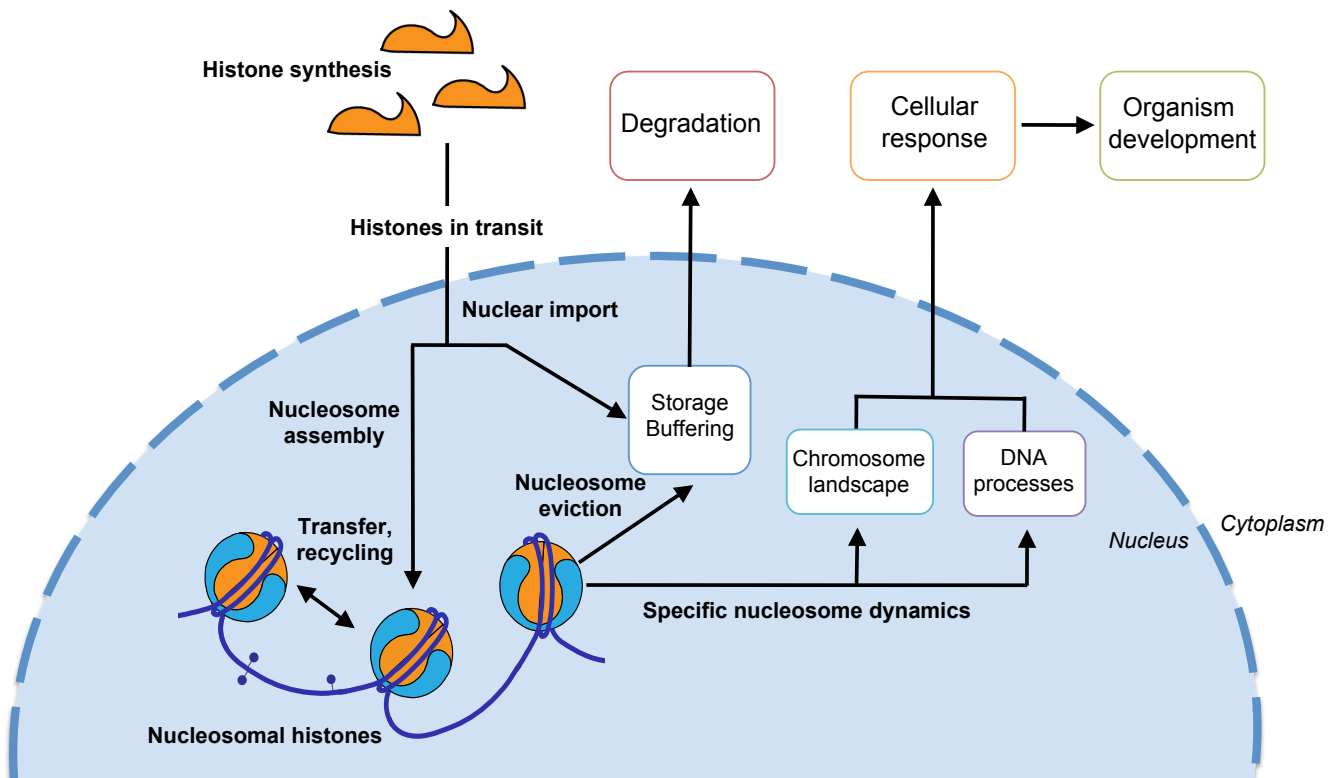 Histone synthesis
Degradation
Cellular
response
Organism
development
Histones in transit
Nuclear import
Nucleosome
assembly
Storage
Buffering
Chromosome
landscape
DNA
processes
Nucleosome
eviction
Transfer,
recycling
Nucleus
Cytoplasm
Specific nucleosome dynamics
Nucleosomal histones